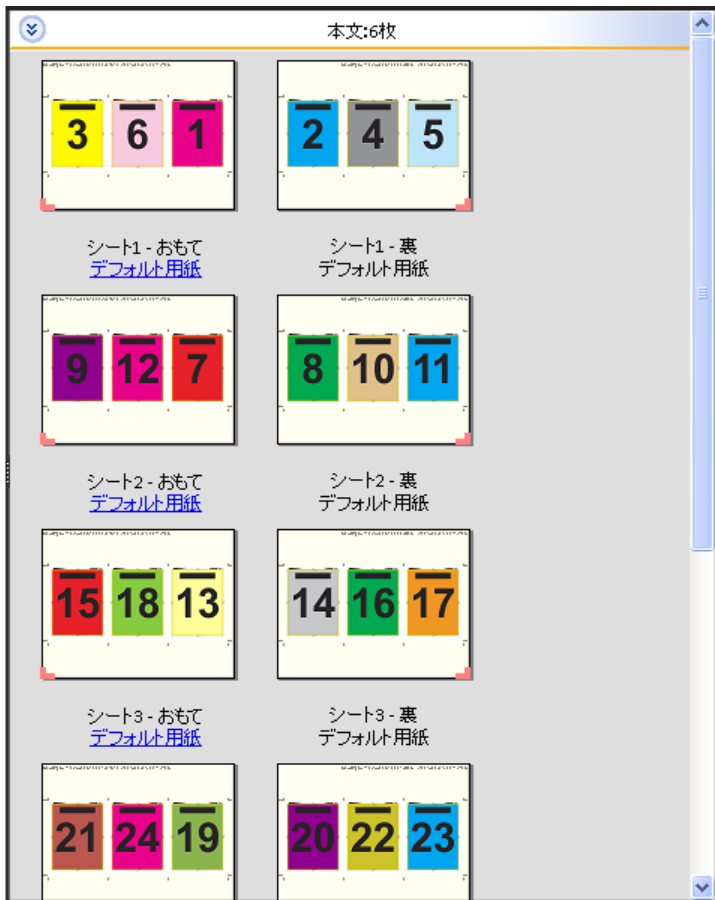 本文:6枚
3 6 1
2 4 5
シート1 - おもて
デフォルト用紙
シート1 - 裏
デフォルト用紙
9 12 7
8 10 11
シート2 - おもて
デフォルト用紙
シート2 - 裏
デフォルト用紙
15 18 13
14 16 17
シート3 - おもて
デフォルト用紙
シート3 - 裏
デフォルト用紙
21 24 19
20 22 23